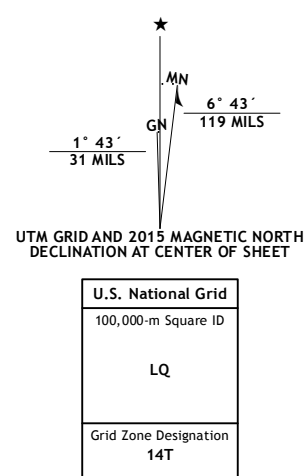 ★
MN
GN
6° 43´
119 MILS
1° 43´
31 MILS
UTM GRID AND 2015 MAGNETIC NORTH
DECLINATION AT CENTER OF SHEET
U.S. National Grid
100,000-m Square ID
LQ
Grid Zone Designation
14T